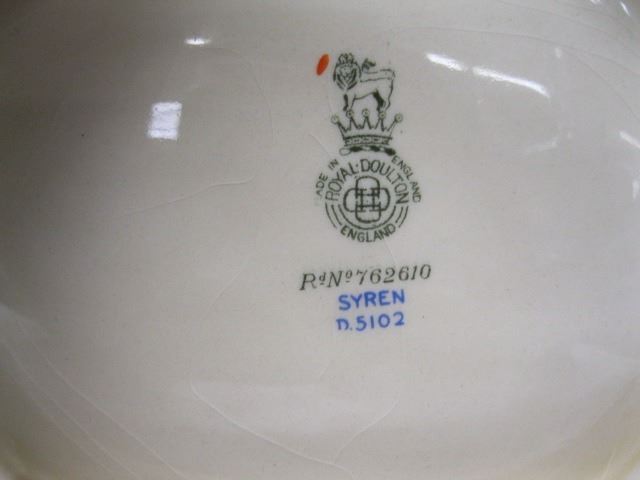 MADE IN ENGLAND
ROYAL·DOULTON
ENGLAND
RᵈNº762610
SYREN
D.5102